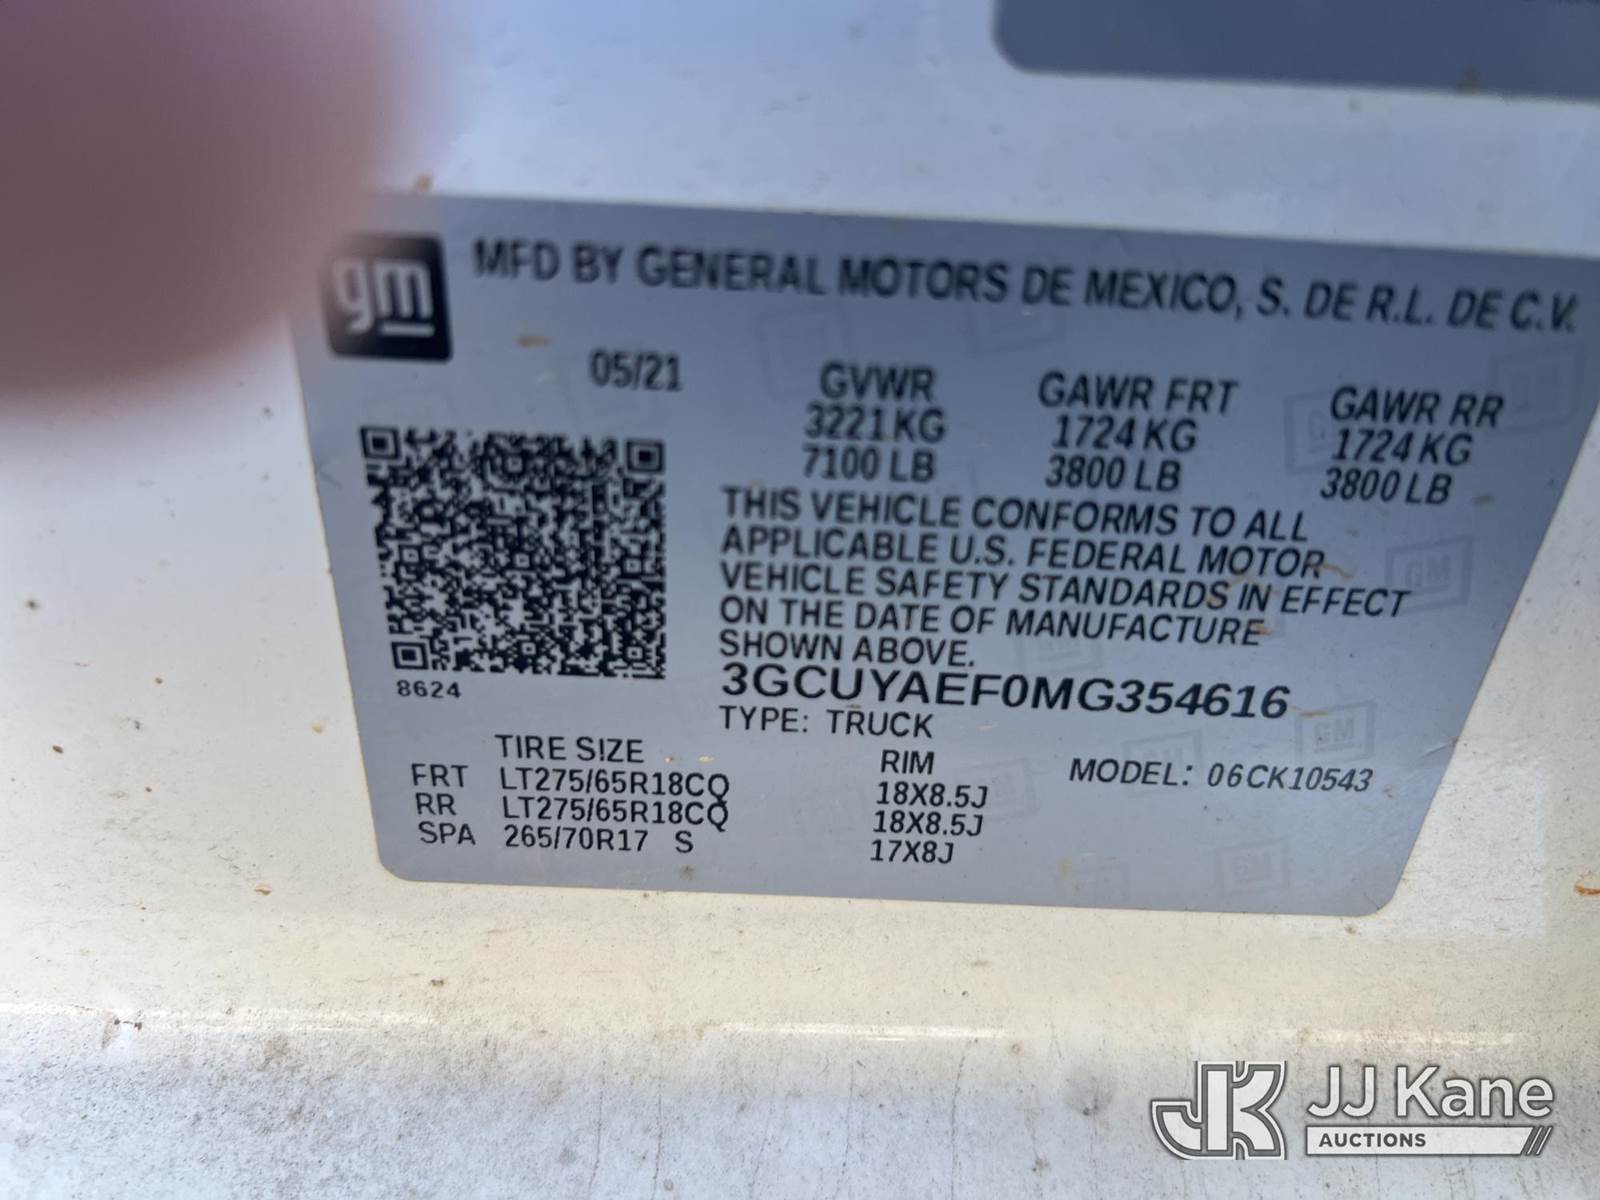 gm
MFD BY GENERAL MOTORS DE MEXICO, S. DE R.L. DE C.V.
05/21
GVWR GAWR FRT GAWR RR
3221 KG 1724 KG 1724 KG
7100 LB 3800 LB 3800 LB
THIS VEHICLE CONFORMS TO ALL
APPLICABLE U.S. FEDERAL MOTOR
VEHICLE SAFETY STANDARDS IN EFFECT
ON THE DATE OF MANUFACTURE
SHOWN ABOVE.
8624
3GCUYAEF0MG354616
TYPE: TRUCK
TIRE SIZE RIM MODEL: 06CK10543
FRT LT275/65R18CQ 18X8.5J
RR LT275/65R18CQ 18X8.5J
SPA 265/70R17 S 17X8J
JK JJ Kane
AUCTIONS